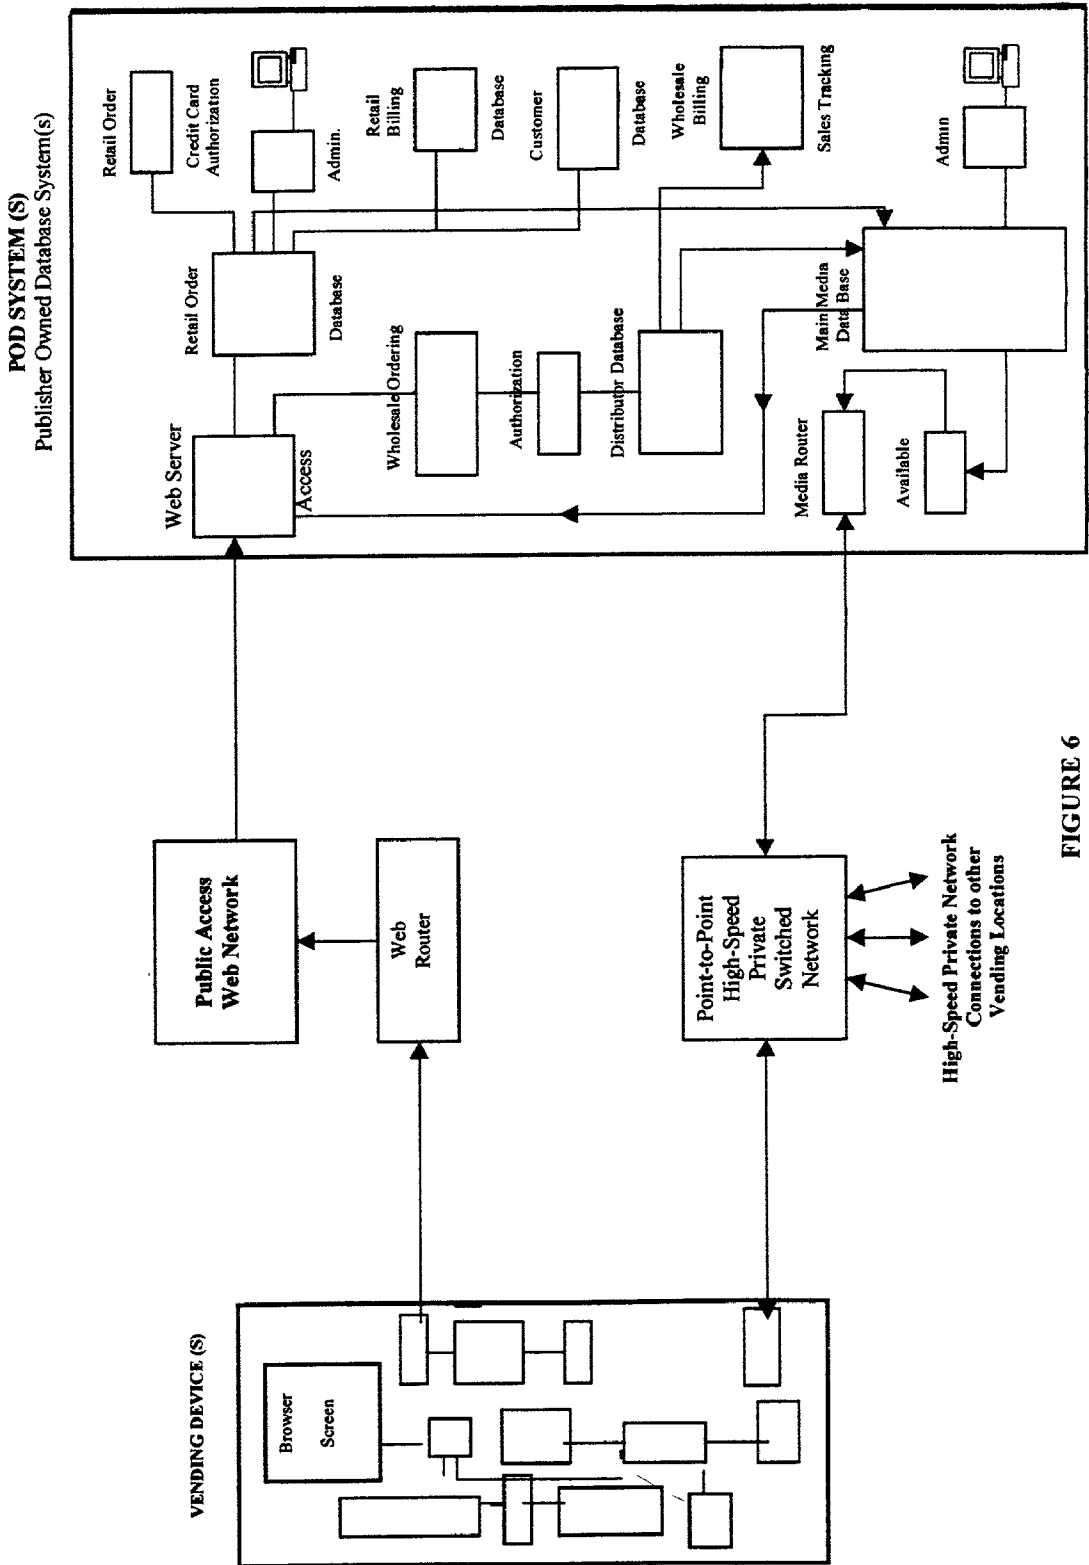 POD SYSTEM (S)
Publisher Owned Database System(s)
Retail Order
Credit Card
Authorization
Admin.
Retail
Billing
Database
Customer
Database
Wholesale
Billing
Sales Tracking
Admin
Retail Order
Database
Wholesale Ordering
Authorization
Distributor Database
Main Media
Data Base
Web Server
Access
Media Router
Available
Public Access
Web Network
Web
Router
Point-to-Point
High-Speed
Private
Switched
Network
High-Speed Private Network
Connections to other
Vending Locations
VENDING DEVICE (S)
Browser
Screen
FIGURE 6